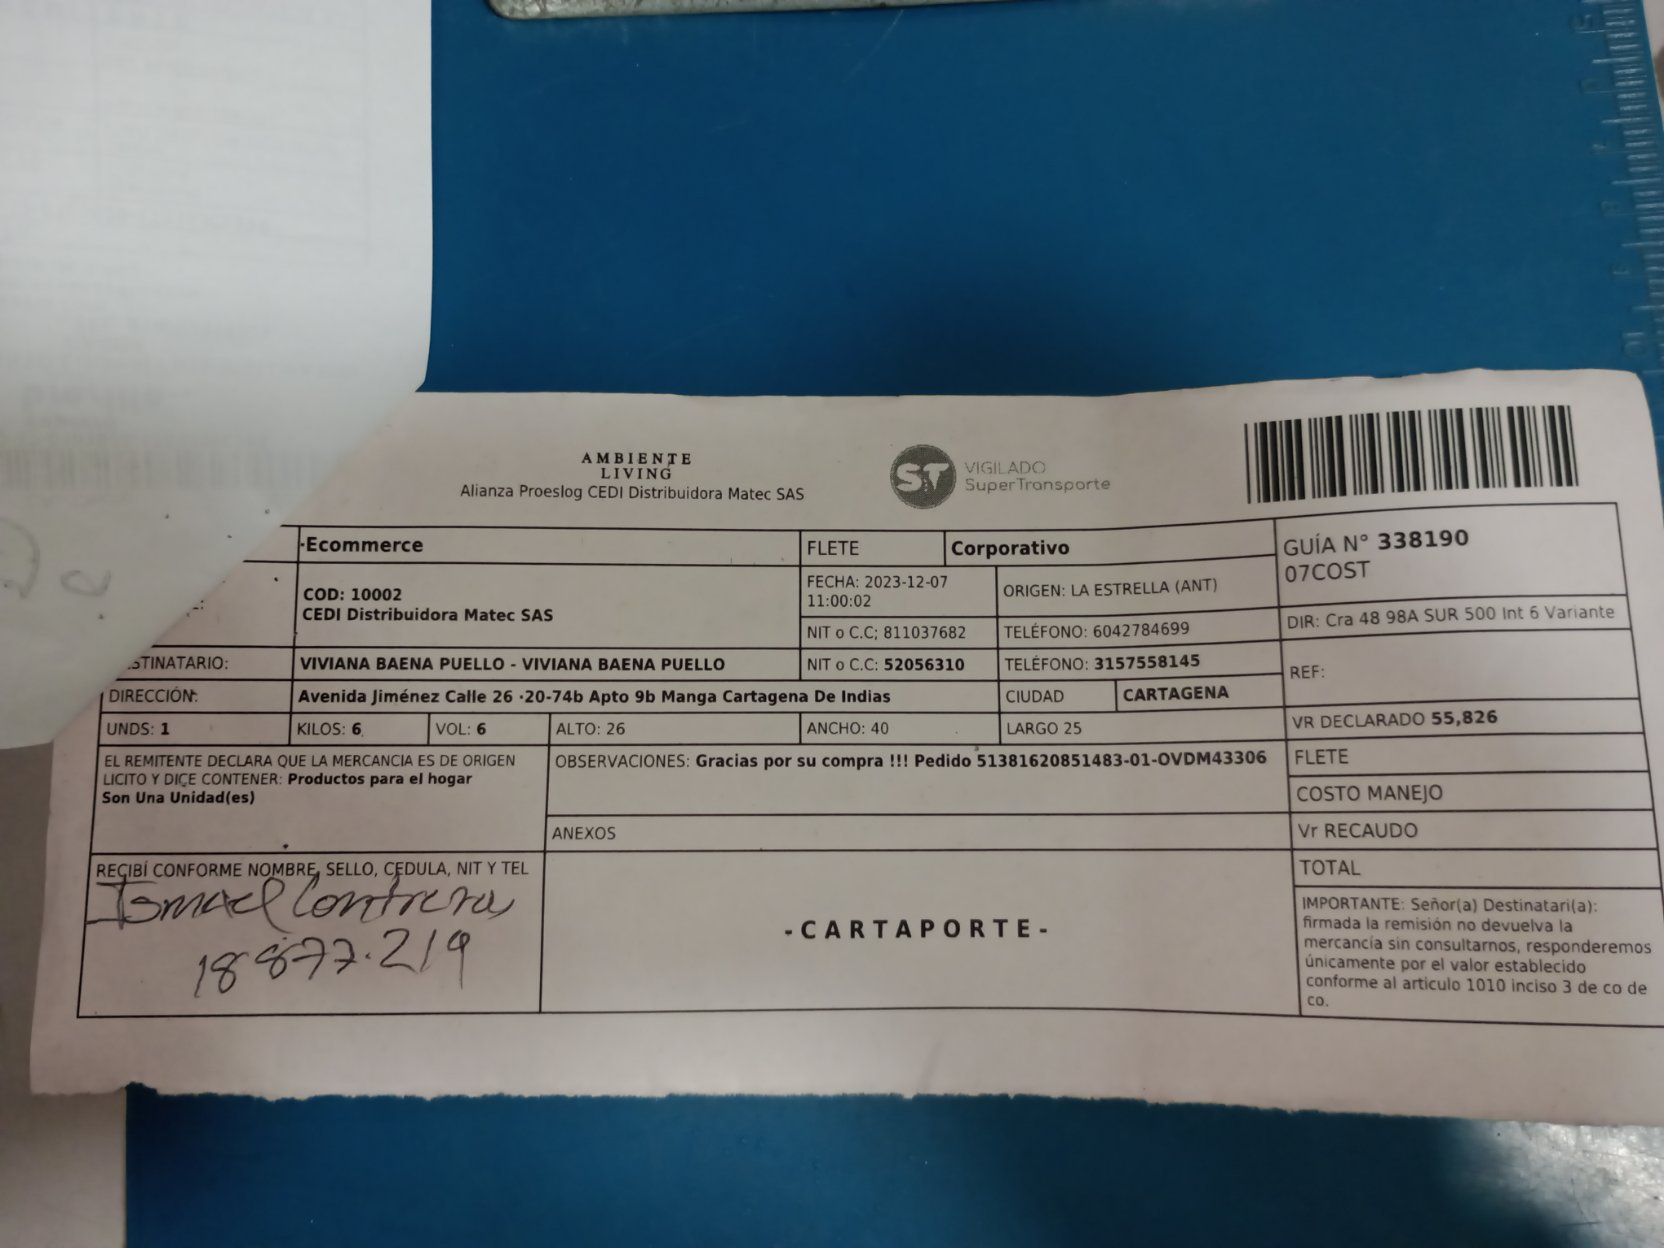 AMBIENTE
LIVING
Alianza Proeslog CEDI Distribuidora Matec SAS
ST VIGILADO
SuperTransporte
-Ecommerce
FLETE
Corporativo
GUÍA N° 338190
07COST
COD: 10002
CEDI Distribuidora Matec SAS
FECHA: 2023-12-07
11:00:02
ORIGEN: LA ESTRELLA (ANT)
NIT o C.C; 811037682
TELÉFONO: 6042784699
DIR: Cra 48 98A SUR 500 Int 6 Variante
STINATARIO:
VIVIANA BAENA PUELLO - VIVIANA BAENA PUELLO
NIT o C.C: 52056310
TELÉFONO: 3157558145
REF:
DIRECCIÓN:
Avenida Jiménez Calle 26 -20-74b Apto 9b Manga Cartagena De Indias
CIUDAD
CARTAGENA
UNDS: 1
KILOS: 6
VOL: 6
ALTO: 26
ANCHO: 40
LARGO 25
VR DECLARADO 55,826
EL REMITENTE DECLARA QUE LA MERCANCIA ES DE ORIGEN
LICITO Y DICE CONTENER: Productos para el hogar
Son Una Unidad(es)
OBSERVACIONES: Gracias por su compra !!! Pedido 51381620851483-01-OVDM43306
FLETE
COSTO MANEJO
ANEXOS
Vr RECAUDO
RECIBÍ CONFORME NOMBRE, SELLO, CEDULA, NIT Y TEL
Ismael Contreras
18877.219
-CARTAPORTE-
TOTAL
IMPORTANTE: Señor(a) Destinatari(a):
firmada la remisión no devuelva la
mercancía sin consultarnos, responderemos
únicamente por el valor establecido
conforme al articulo 1010 inciso 3 de co de
co.